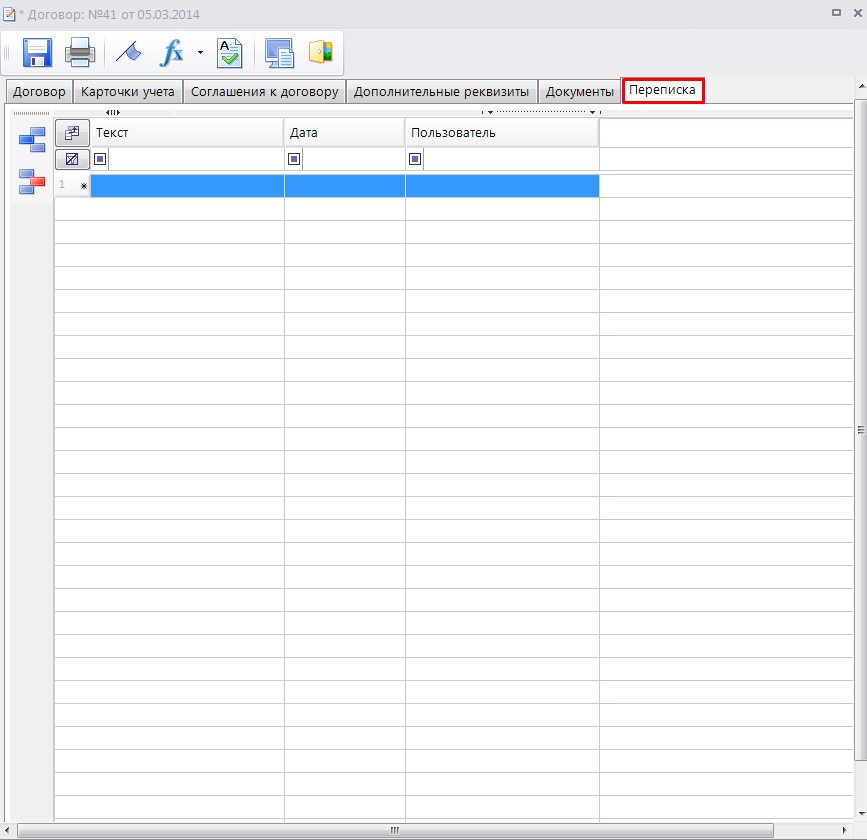 * Договор: №41 от 05.03.2014
Договор Карточки учета Соглашения к договору Дополнительные реквизиты Документы Переписка
Текст Дата Пользователь
1 *